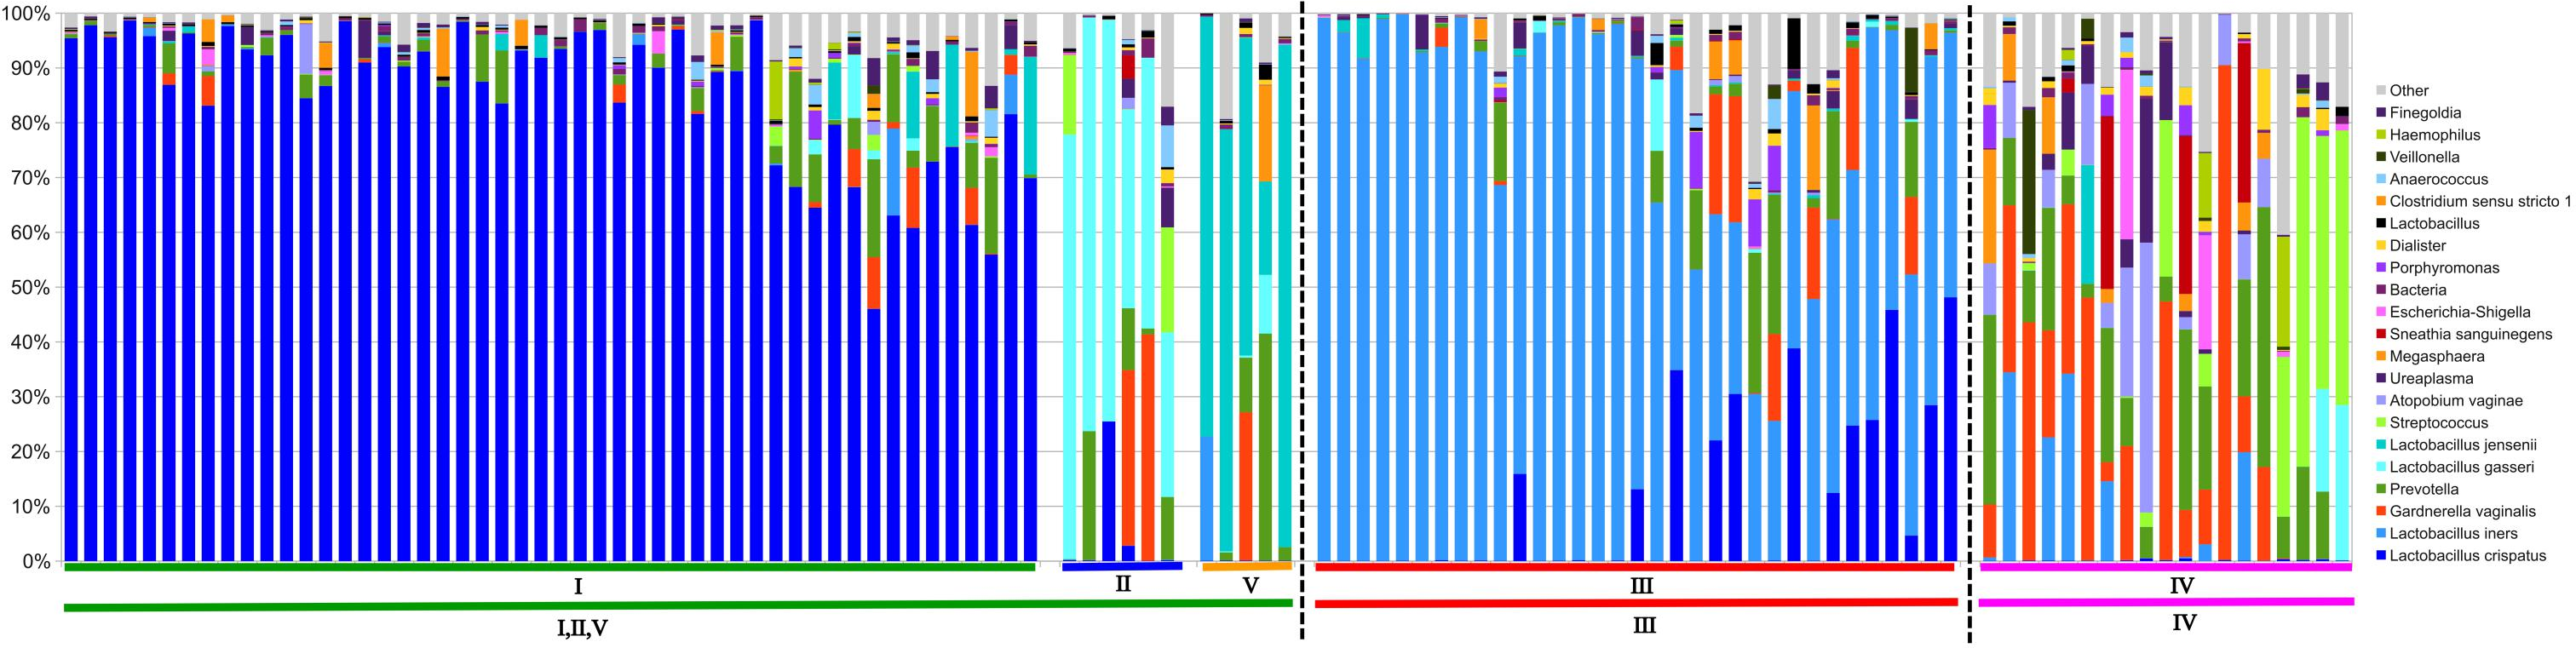 100%
90%
80%
70%
60%
50%
40%
30%
20%
10%
0%
I
II
V
III
IV
I,II,V
III
IV
Other
Finegoldia
Haemophilus
Veillonella
Anaerococcus
Clostridium sensu stricto 1
Lactobacillus
Dialister
Porphyromonas
Bacteria
Escherichia-Shigella
Sneathia sanguinegens
Megasphaera
Ureaplasma
Atopobium vaginae
Streptococcus
Lactobacillus jensenii
Lactobacillus gasseri
Prevotella
Gardnerella vaginalis
Lactobacillus iners
Lactobacillus crispatus